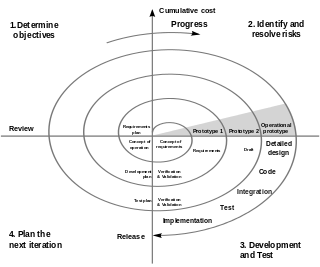 Cumulative cost
1.Determine
objectives
Progress
2. Identify and
resolve risks
Requirements
plan
Review
Prototype 1
Prototype 2
Operational
prototype
Concept of
operation
Concept of
requirements
Requirements
Draft
Detailed
design
Development
plan
Verification
& Validation
Code
Integration
Test plan
Verification
& Validation
Test
Implementation
Release
4. Plan the
next iteration
3. Development
and Test